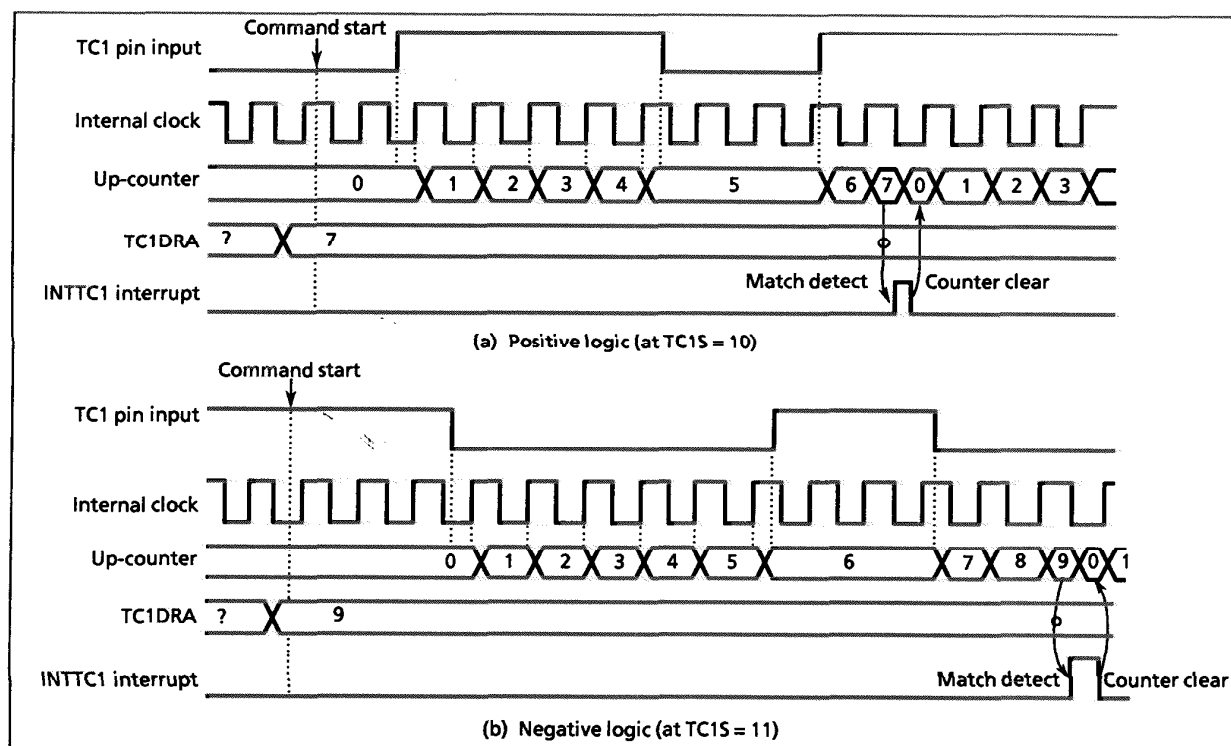 Command start
TC1 pin input
Internal clock
Up-counter 0 1 2 3 4 5 6 7 0 1 2 3
TC1DRA ? 7
Match detect Counter clear
INTTC1 interrupt
(a) Positive logic (at TC1S = 10)
Command start
TC1 pin input
Internal clock
Up-counter 0 1 2 3 4 5 6 7 8 9 0 1
TC1DRA ? 9
INTTC1 interrupt Match detect Counter clear
(b) Negative logic (at TC1S = 11)